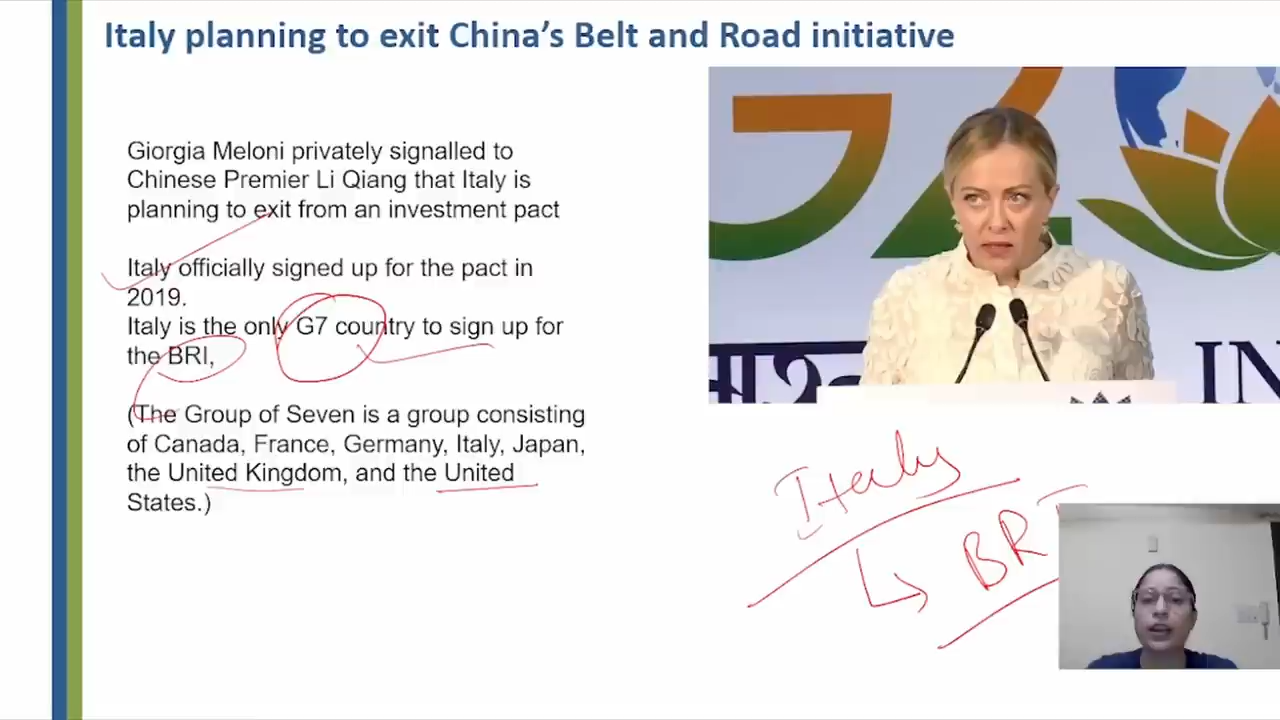 Italy planning to exit China's Belt and Road initiative
Giorgia Meloni privately signalled to
Chinese Premier Li Qiang that Italy is
planning to exit from an investment pact
Italy officially signed up for the pact in
2019.
Italy is the only G7 country to sign up for
the BRI,
(The Group of Seven is a group consisting
of Canada, France, Germany, Italy, Japan,
the United Kingdom, and the United
States.)
G2
IN
Italy
BRI